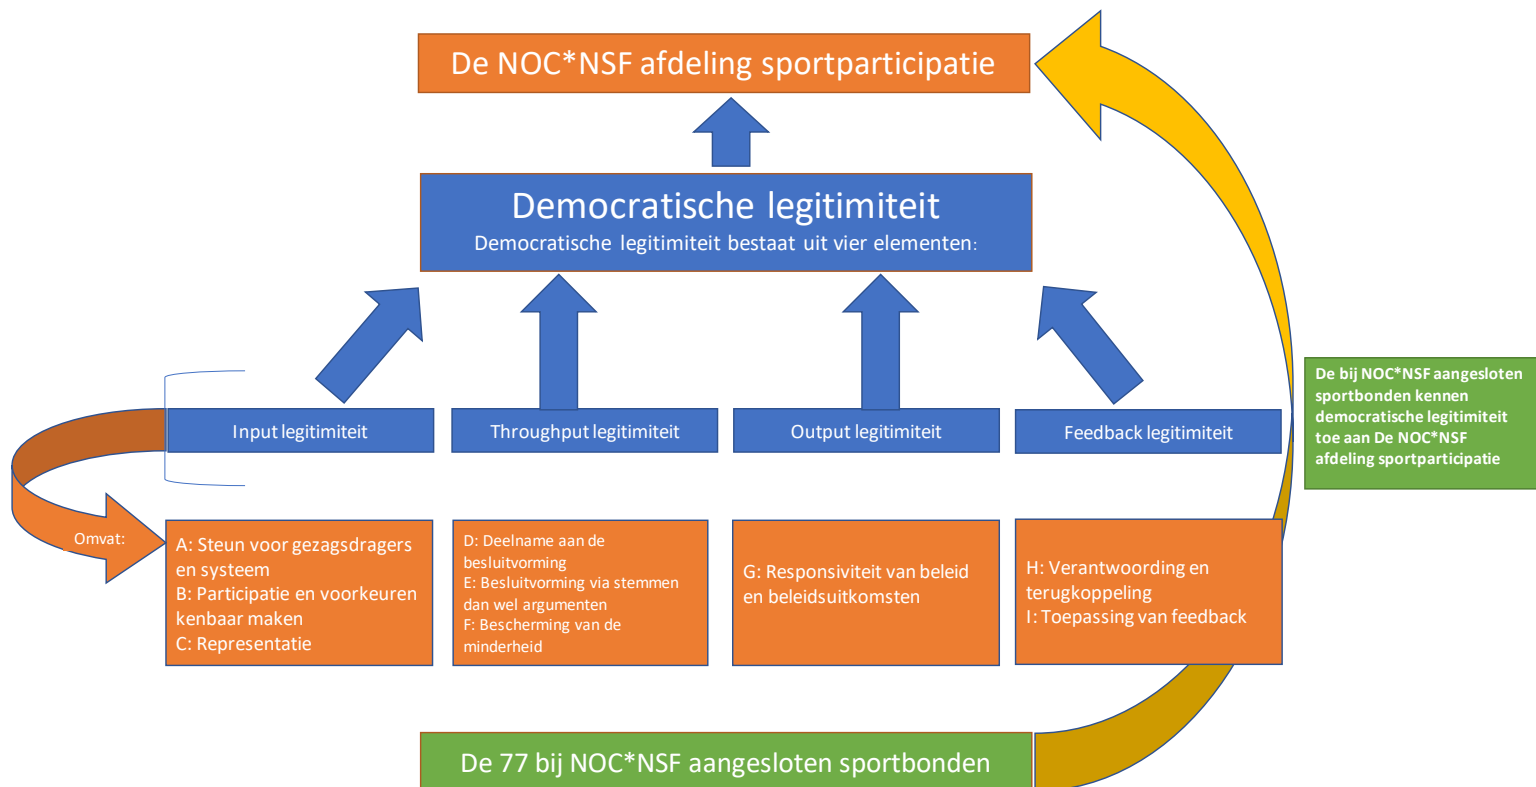 De NOC*NSF afdeling sportparticipatie
Democratische legitimiteit
Democratische legitimiteit bestaat uit vier elementen:
De bij NOC*NSF aangesloten
sportbonden kennen
democratische legitimiteit
toe aan De NOC*NSF
afdeling sportparticipatie
Input legitimiteit
Throughput legitimiteit
Output legitimiteit
Feedback legitimiteit
Omvat:
A: Steun voor gezagsdragers
en systeem
B: Participatie en voorkeuren
kenbaar maken
C: Representatie
D: Deelname aan de
besluitvorming
E: Besluitvorming via stemmen
dan wel argumenten
F: Bescherming van de
minderheid
G: Responsiviteit van beleid
en beleidsuitkomsten
H: Verantwoording en
terugkoppeling
I: Toepassing van feedback
De 77 bij NOC*NSF aangesloten sportbonden